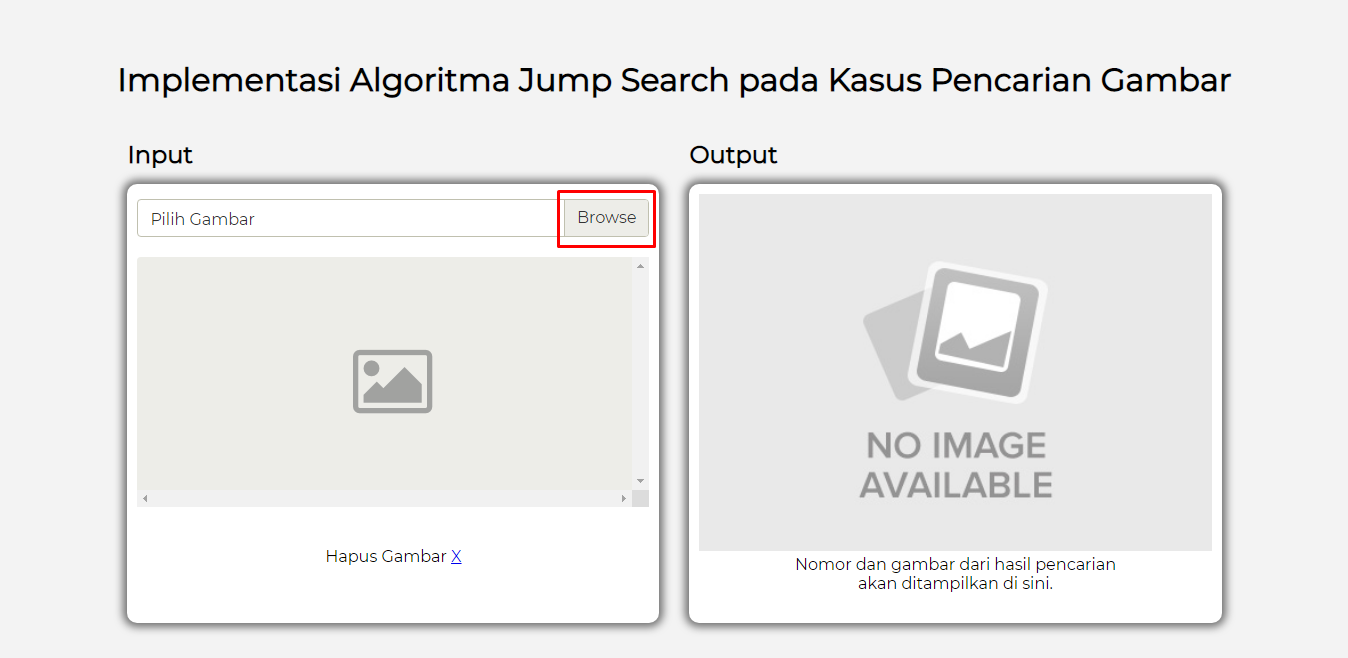 Implementasi Algoritma Jump Search pada Kasus Pencarian Gambar
Input
Pilih Gambar
Browse
Hapus Gambar X
Output
NO IMAGE
AVAILABLE
Nomor dan gambar dari hasil pencarian
akan ditampilkan di sini.